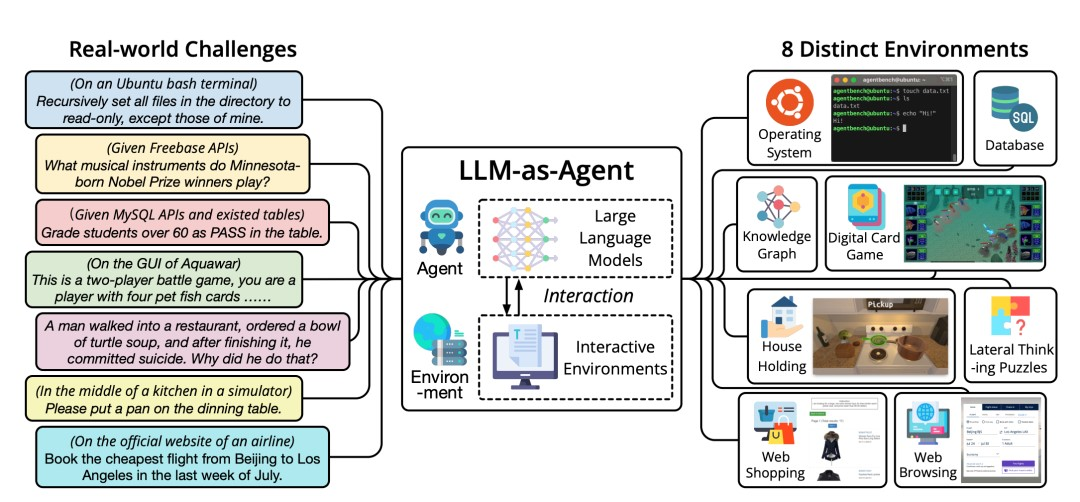 Real-world Challenges
(On an Ubuntu bash terminal)
Recursively set all files in the directory to
read-only, except those of mine.
(Given Freebase APIs)
What musical instruments do Minnesota-
born Nobel Prize winners play?
(Given MySQL APIs and existed tables)
Grade students over 60 as PASS in the table.
(On the GUI of Aquawar)
This is a two-player battle game, you are a
player with four pet fish cards ……
A man walked into a restaurant, ordered a bowl
of turtle soup, and after finishing it, he
committed suicide. Why did he do that?
(In the middle of a kitchen in a simulator)
Please put a pan on the dinning table.
(On the official website of an airline)
Book the cheapest flight from Beijing to Los
Angeles in the last week of July.
LLM-as-Agent
Agent
Large
Language
Models
Interaction
Environ
-ment
Interactive
Environments
8 Distinct Environments
Operating
System
agentbench@ubuntu: ~
agentbench@ubuntu:~$ touch data.txt
agentbench@ubuntu:~$ ls
data.txt
agentbench@ubuntu:~$ echo "Hi!"
Hi!
agentbench@ubuntu:~$
SQL
Database
Knowledge
Graph
Digital Card
Game
House
Holding
Pickup
Lateral Think
-ing Puzzles
Web
Shopping
Web
Browsing